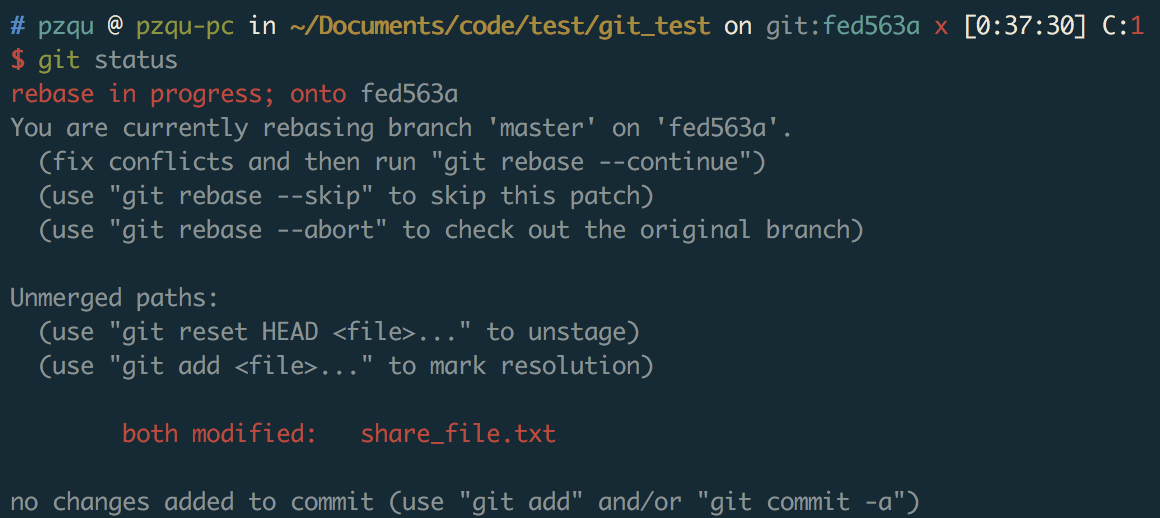 # pzqu @ pzqu-pc in ~/Documents/code/test/git_test on git:fed563a x [0:37:30] C:1
$ git status
rebase in progress; onto fed563a
You are currently rebasing branch 'master' on 'fed563a'.
  (fix conflicts and then run "git rebase --continue")
  (use "git rebase --skip" to skip this patch)
  (use "git rebase --abort" to check out the original branch)

Unmerged paths:
  (use "git reset HEAD <file>..." to unstage)
  (use "git add <file>..." to mark resolution)

        both modified:   share_file.txt

no changes added to commit (use "git add" and/or "git commit -a")